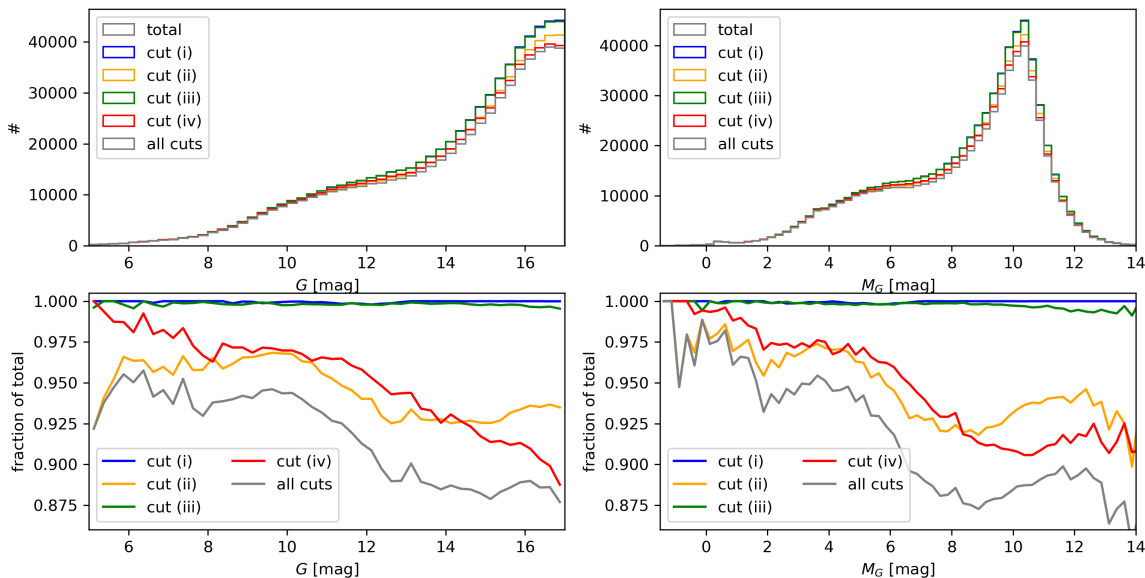 total
cut (i)
cut (ii)
cut (iii)
cut (iv)
all cuts
#
40000
30000
20000
10000
0
6 8 10 12 14 16
G [mag]
total
cut (i)
cut (ii)
cut (iii)
cut (iv)
all cuts
#
40000
30000
20000
10000
0
0 2 4 6 8 10 12 14
M_G [mag]
fraction of total
1.000
0.975
0.950
0.925
0.900
0.875
cut (i)
cut (ii)
cut (iii)
cut (iv)
all cuts
6 8 10 12 14 16
G [mag]
fraction of total
1.000
0.975
0.950
0.925
0.900
0.875
cut (i)
cut (ii)
cut (iii)
cut (iv)
all cuts
0 2 4 6 8 10 12 14
M_G [mag]